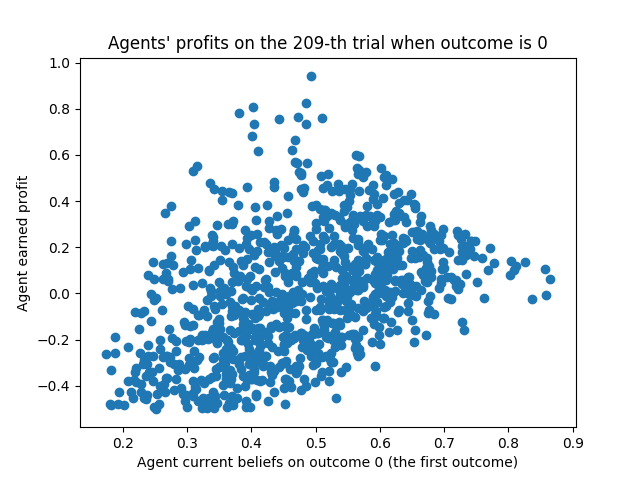 Agents' profits on the 209-th trial when outcome is 0
1.0
0.8
0.6
0.4
0.2
0.0
−0.2
−0.4
Agent earned profit
0.2 0.3 0.4 0.5 0.6 0.7 0.8 0.9
Agent current beliefs on outcome 0 (the first outcome)